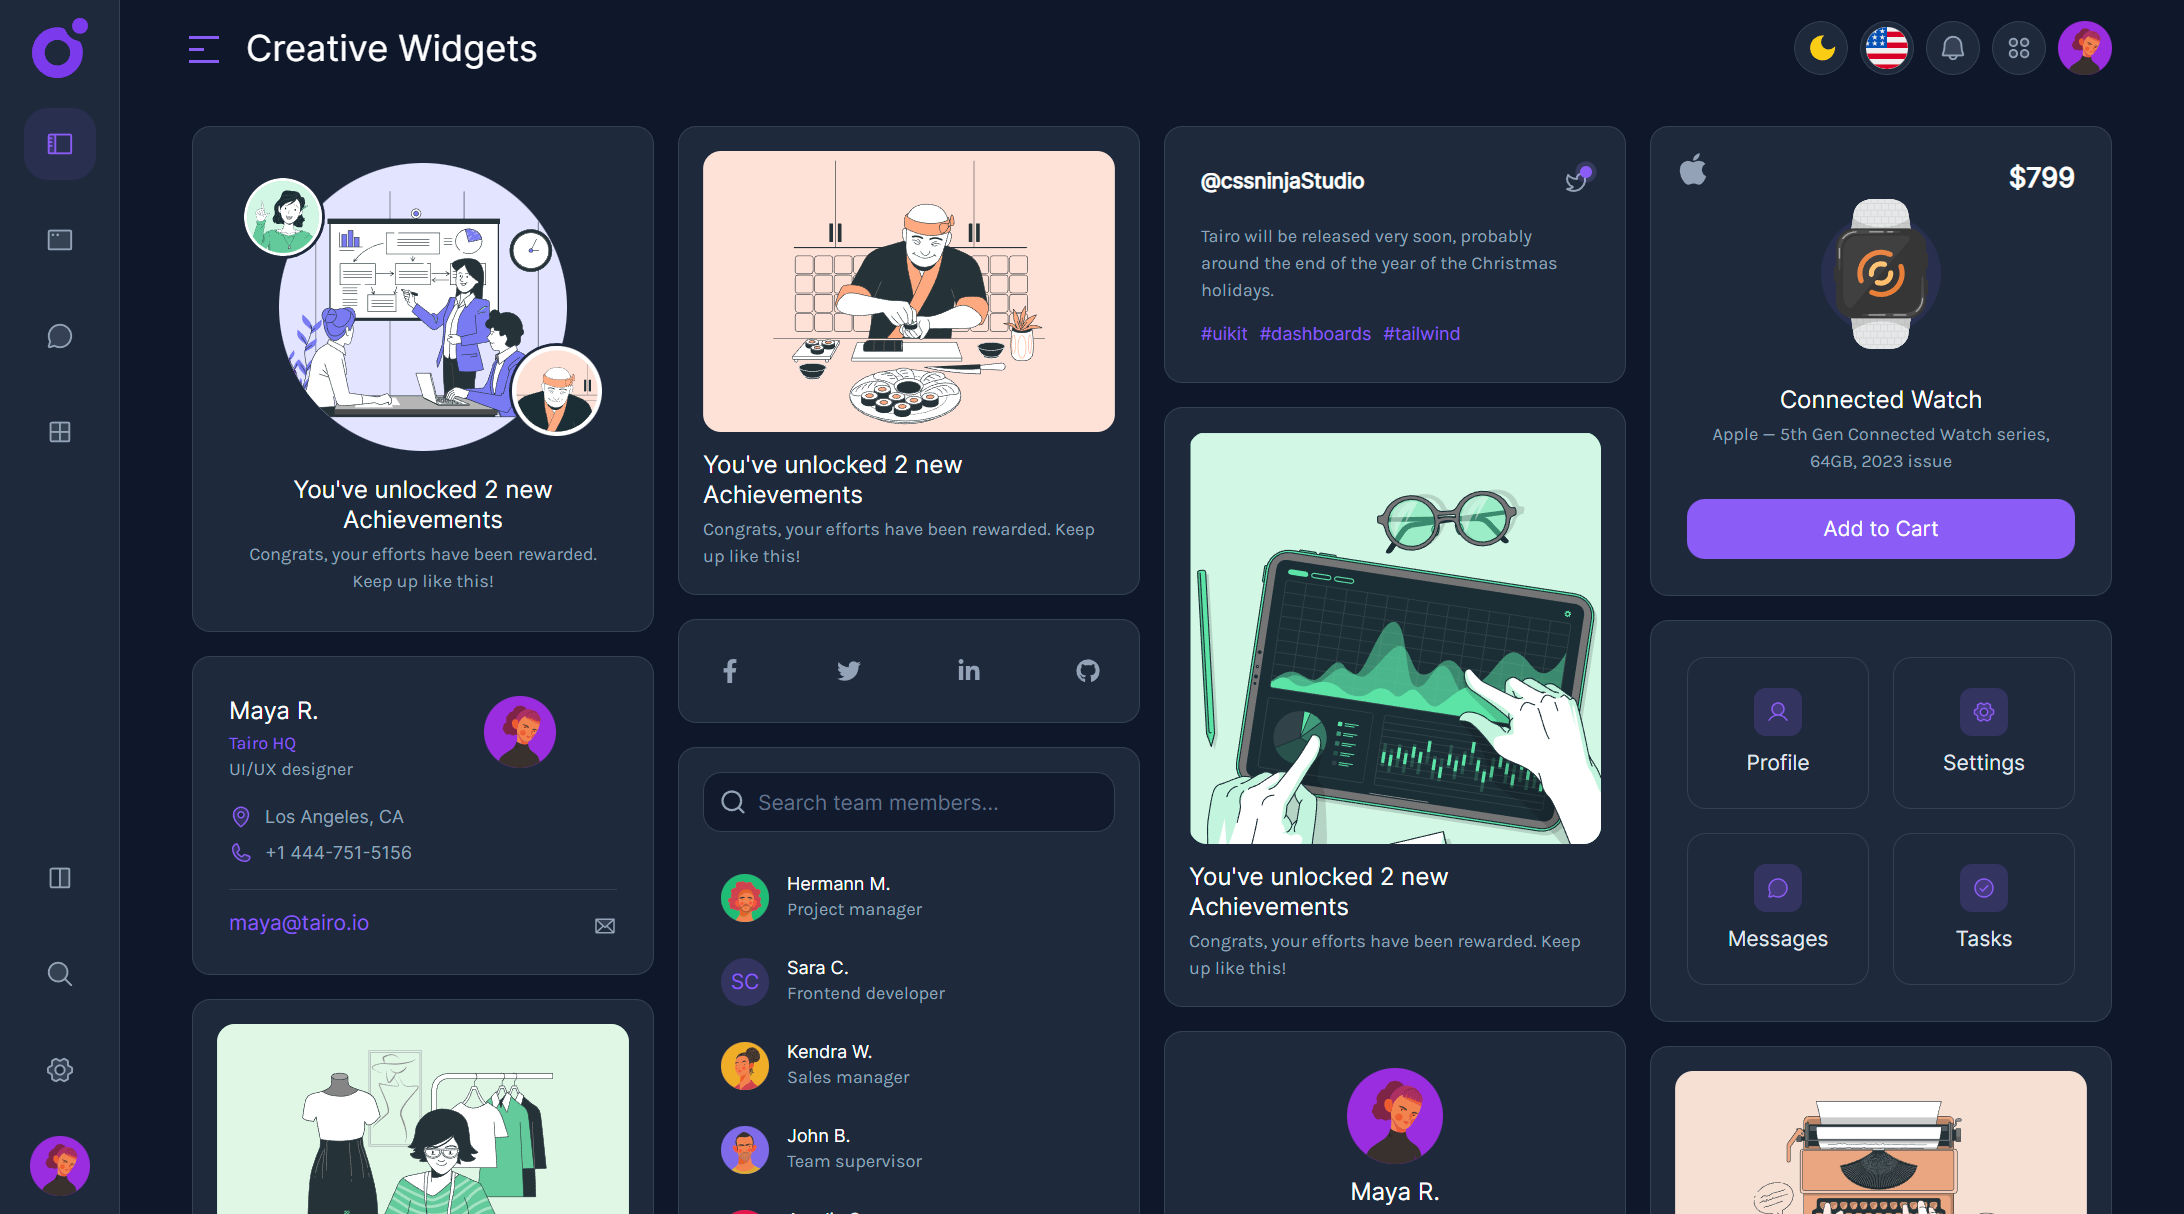 Creative Widgets
You've unlocked 2 new
Achievements
Congrats, your efforts have been rewarded.
Keep up like this!
Maya R.
Tairo HQ
UI/UX designer
Los Angeles, CA
+1 444-751-5156
maya@tairo.io
You've unlocked 2 new
Achievements
Congrats, your efforts have been rewarded. Keep
up like this!
Search team members...
Hermann M.
Project manager
SC
Sara C.
Frontend developer
Kendra W.
Sales manager
John B.
Team supervisor
@cssninjaStudio
Tairo will be released very soon, probably
around the end of the year of the Christmas
holidays.
#uikit #dashboards #tailwind
You've unlocked 2 new
Achievements
Congrats, your efforts have been rewarded. Keep
up like this!
Maya R.
$799
Connected Watch
Apple — 5th Gen Connected Watch series,
64GB, 2023 issue
Add to Cart
Profile
Settings
Messages
Tasks